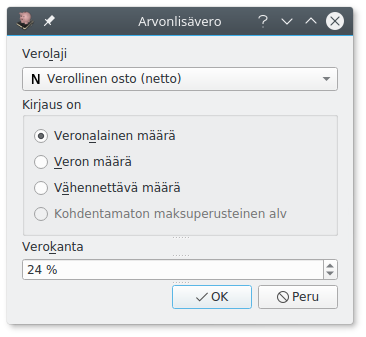 Arvonlisävero
Verolaji
N Verollinen osto (netto)
Kirjaus on
Veronalainen määrä
Veron määrä
Vähennettävä määrä
Kohdentamaton maksuperusteinen alv
Verokanta
24 %
OK
Peru